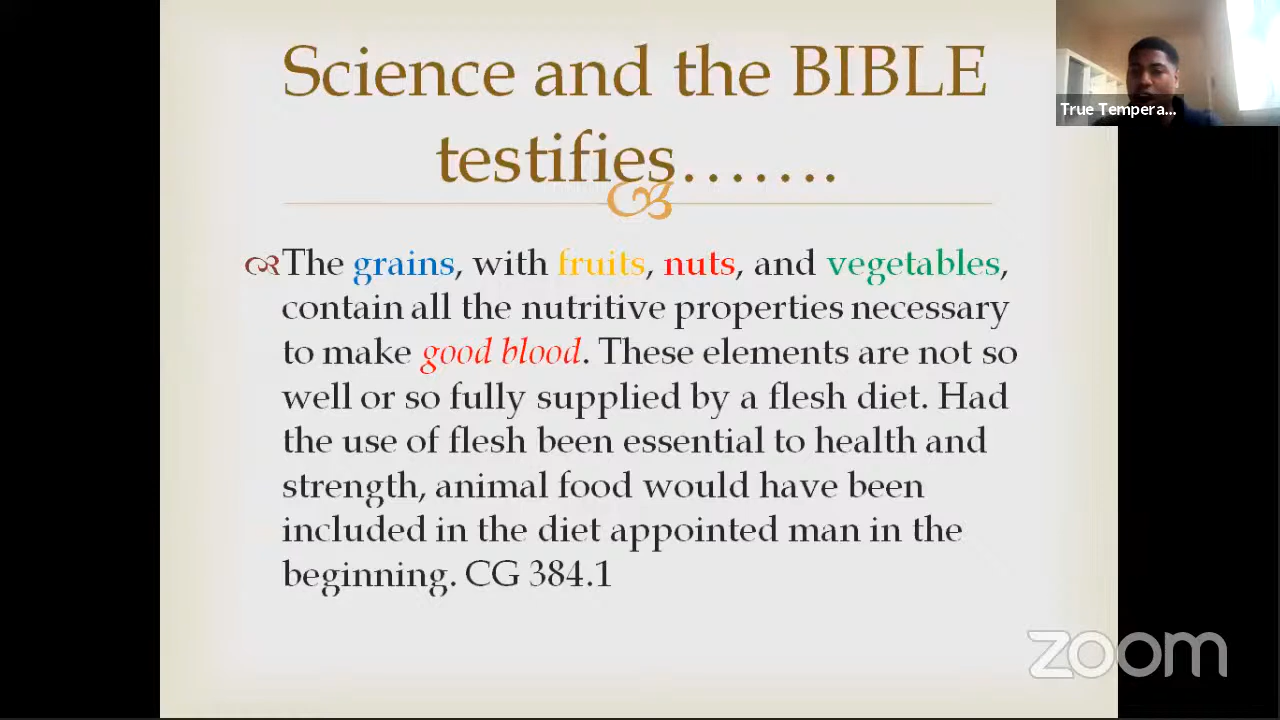 Science and the BIBLE
testifies.......
The grains, with fruits, nuts, and vegetables,
contain all the nutritive properties necessary
to make good blood. These elements are not so
well or so fully supplied by a flesh diet. Had
the use of flesh been essential to health and
strength, animal food would have been
included in the diet appointed man in the
beginning. CG 384.1
True Tempera...
zoom